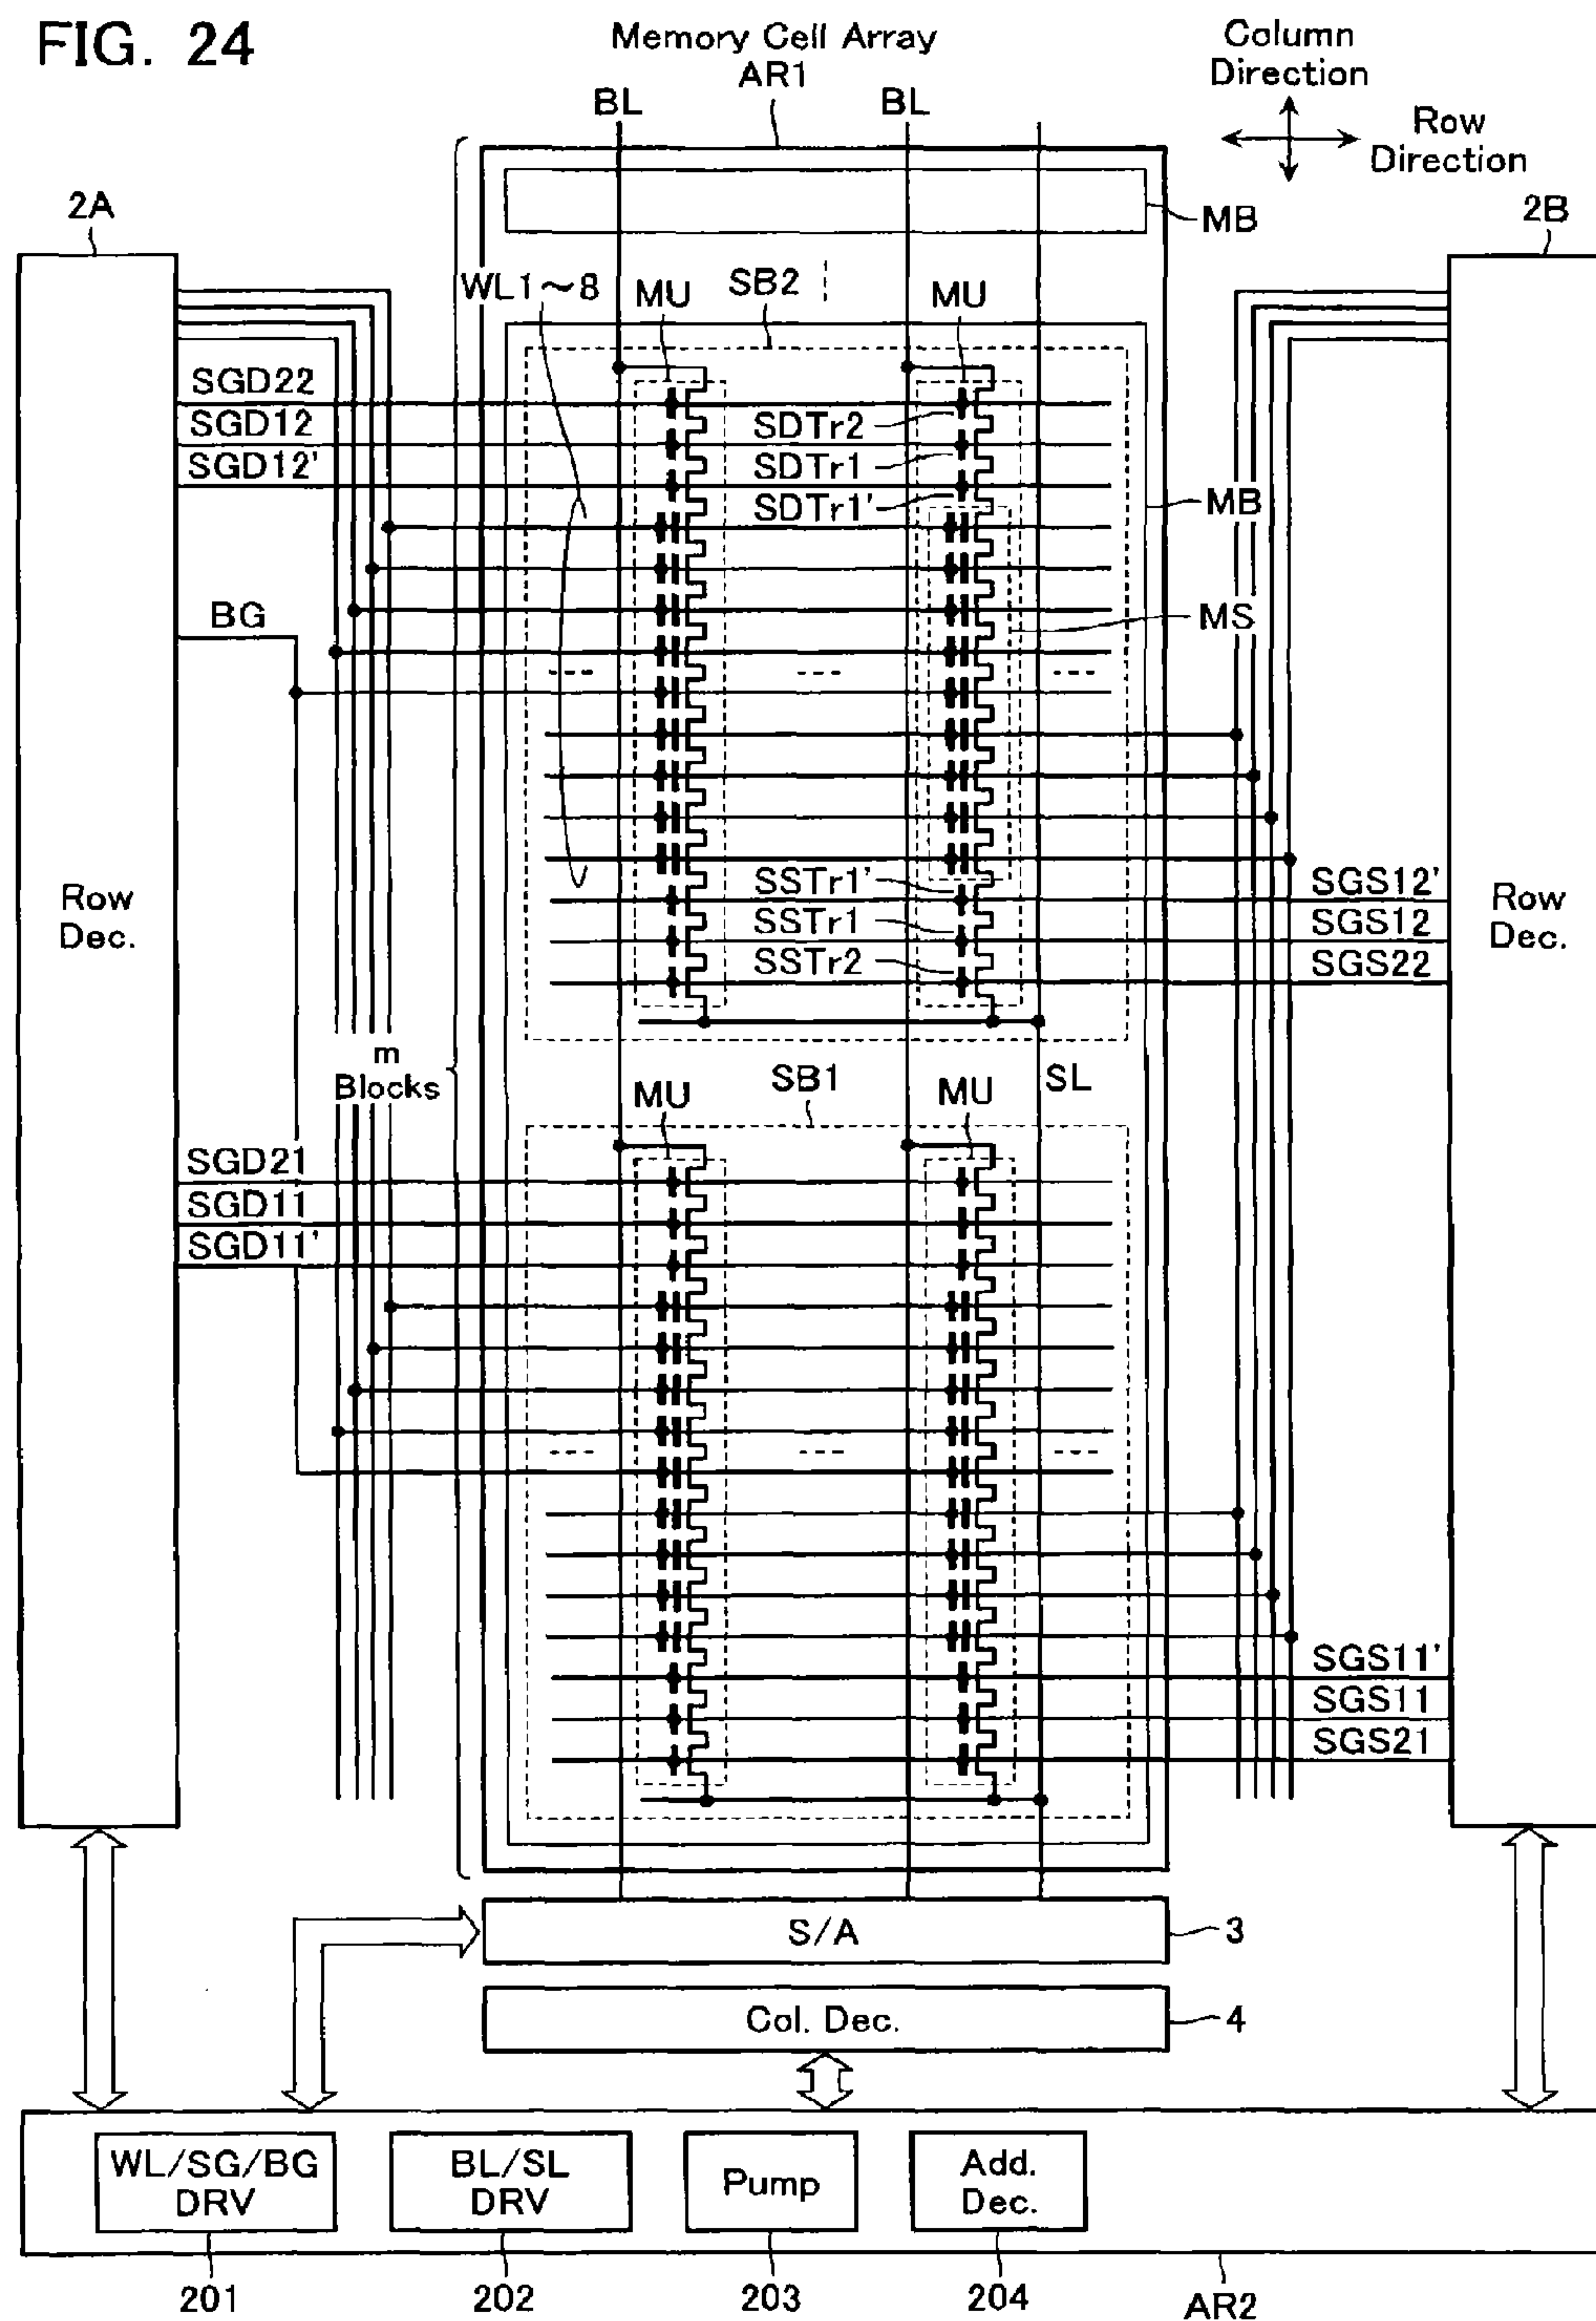 FIG. 24
Memory Cell Array
AR1
Column
Direction
Row
Direction
BL
BL
2A
2B
MB
WL1~8
MU
SB2
MU
SGD22
SGD12
SGD12'
SDTr2
SDTr1
SDTr1'
MB
BG
MS
Row
Dec.
Row
Dec.
SSTr1'
SSTr1
SSTr2
SGS12'
SGS12
SGS22
m
Blocks
MU
SB1
MU
SL
SGD21
SGD11
SGD11'
SGS11'
SGS11
SGS21
S/A
3
Col. Dec.
4
WL/SG/BG
DRV
BL/SL
DRV
Pump
Add.
Dec.
201
202
203
204
AR2